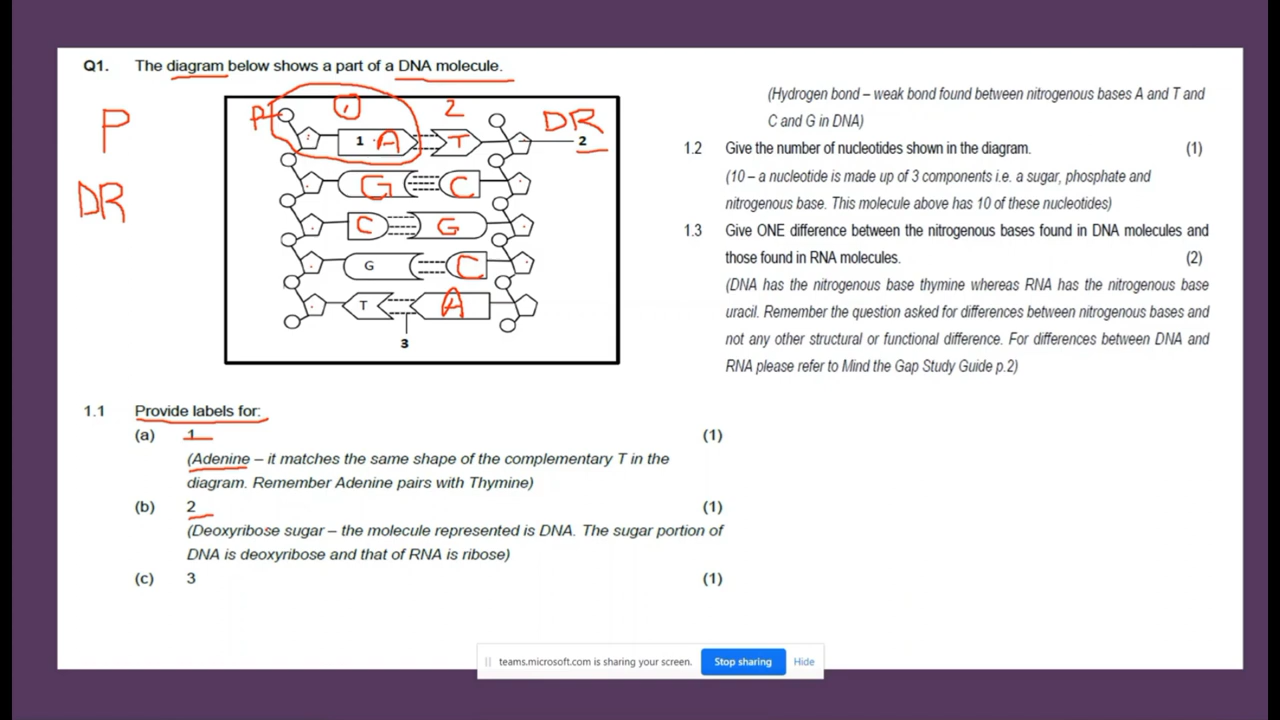 Q1. The diagram below shows a part of a DNA molecule.
P
DR
P 1 2 DR
1 A T 2
G C
C G
G C
T A
3
1.1 Provide labels for:
(a) 1 (1)
(Adenine – it matches the same shape of the complementary T in the
diagram. Remember Adenine pairs with Thymine)
(b) 2 (1)
(Deoxyribose sugar – the molecule represented is DNA. The sugar portion of
DNA is deoxyribose and that of RNA is ribose)
(c) 3 (1)
(Hydrogen bond – weak bond found between nitrogenous bases A and T and
C and G in DNA)
1.2 Give the number of nucleotides shown in the diagram. (1)
(10 – a nucleotide is made up of 3 components i.e. a sugar, phosphate and
nitrogenous base. This molecule above has 10 of these nucleotides)
1.3 Give ONE difference between the nitrogenous bases found in DNA molecules and
those found in RNA molecules. (2)
(DNA has the nitrogenous base thymine whereas RNA has the nitrogenous base
uracil. Remember the question asked for differences between nitrogenous bases and
not any other structural or functional difference. For differences between DNA and
RNA please refer to Mind the Gap Study Guide p.2)
teams.microsoft.com is sharing your screen. Stop sharing Hide